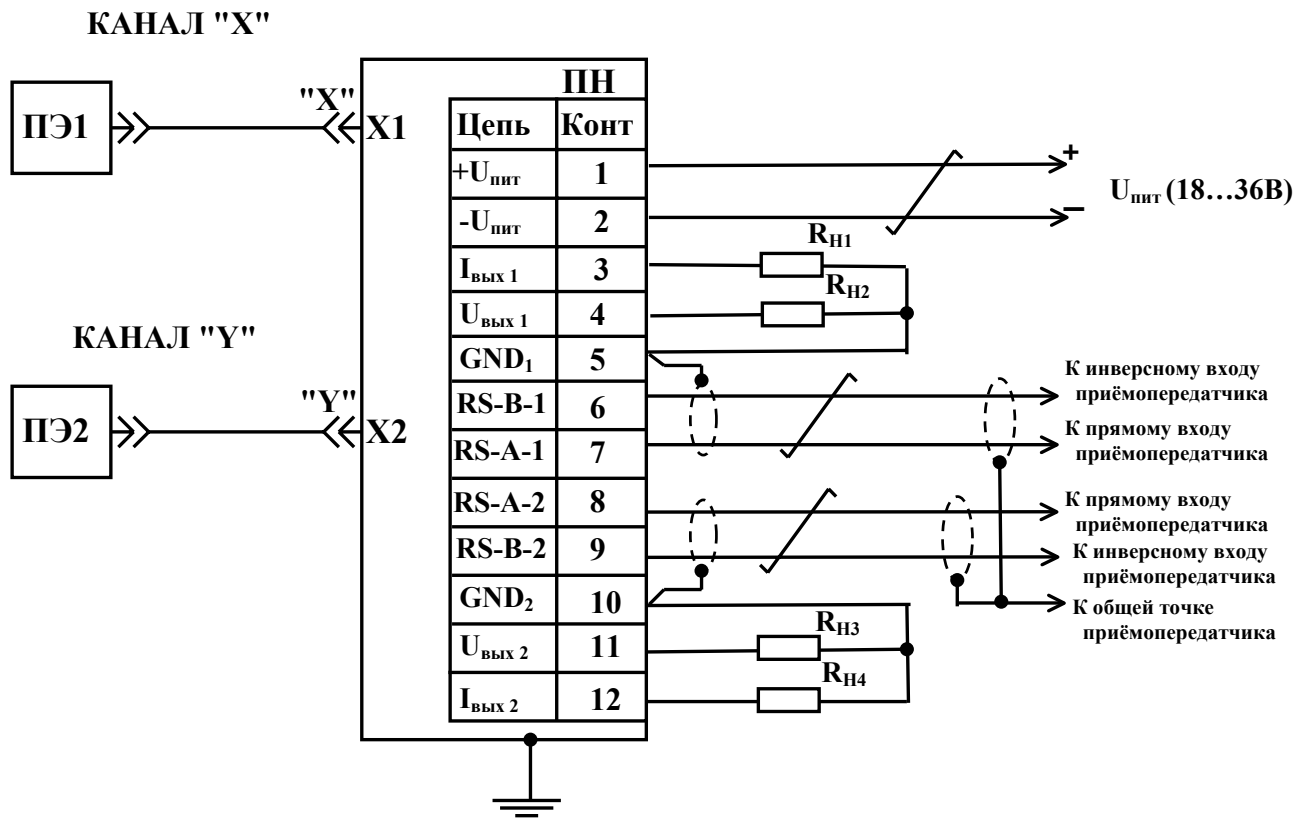 КАНАЛ "X"
ПЭ1
"X"
X1
ПН
Цепь Конт
+Uпит 1
-Uпит 2
Iвых 1 3
Uвых 1 4
GND1 5
RS-B-1 6
RS-A-1 7
RS-A-2 8
RS-B-2 9
GND2 10
Uвых 2 11
Iвых 2 12
+
Uпит (18…36В)
–
RН1
RН2
КАНАЛ "Y"
ПЭ2
"Y"
X2
К инверсному входу
приёмопередатчика
К прямому входу
приёмопередатчика
К прямому входу
приёмопередатчика
К инверсному входу
приёмопередатчика
К общей точке
приёмопередатчика
RН3
RН4